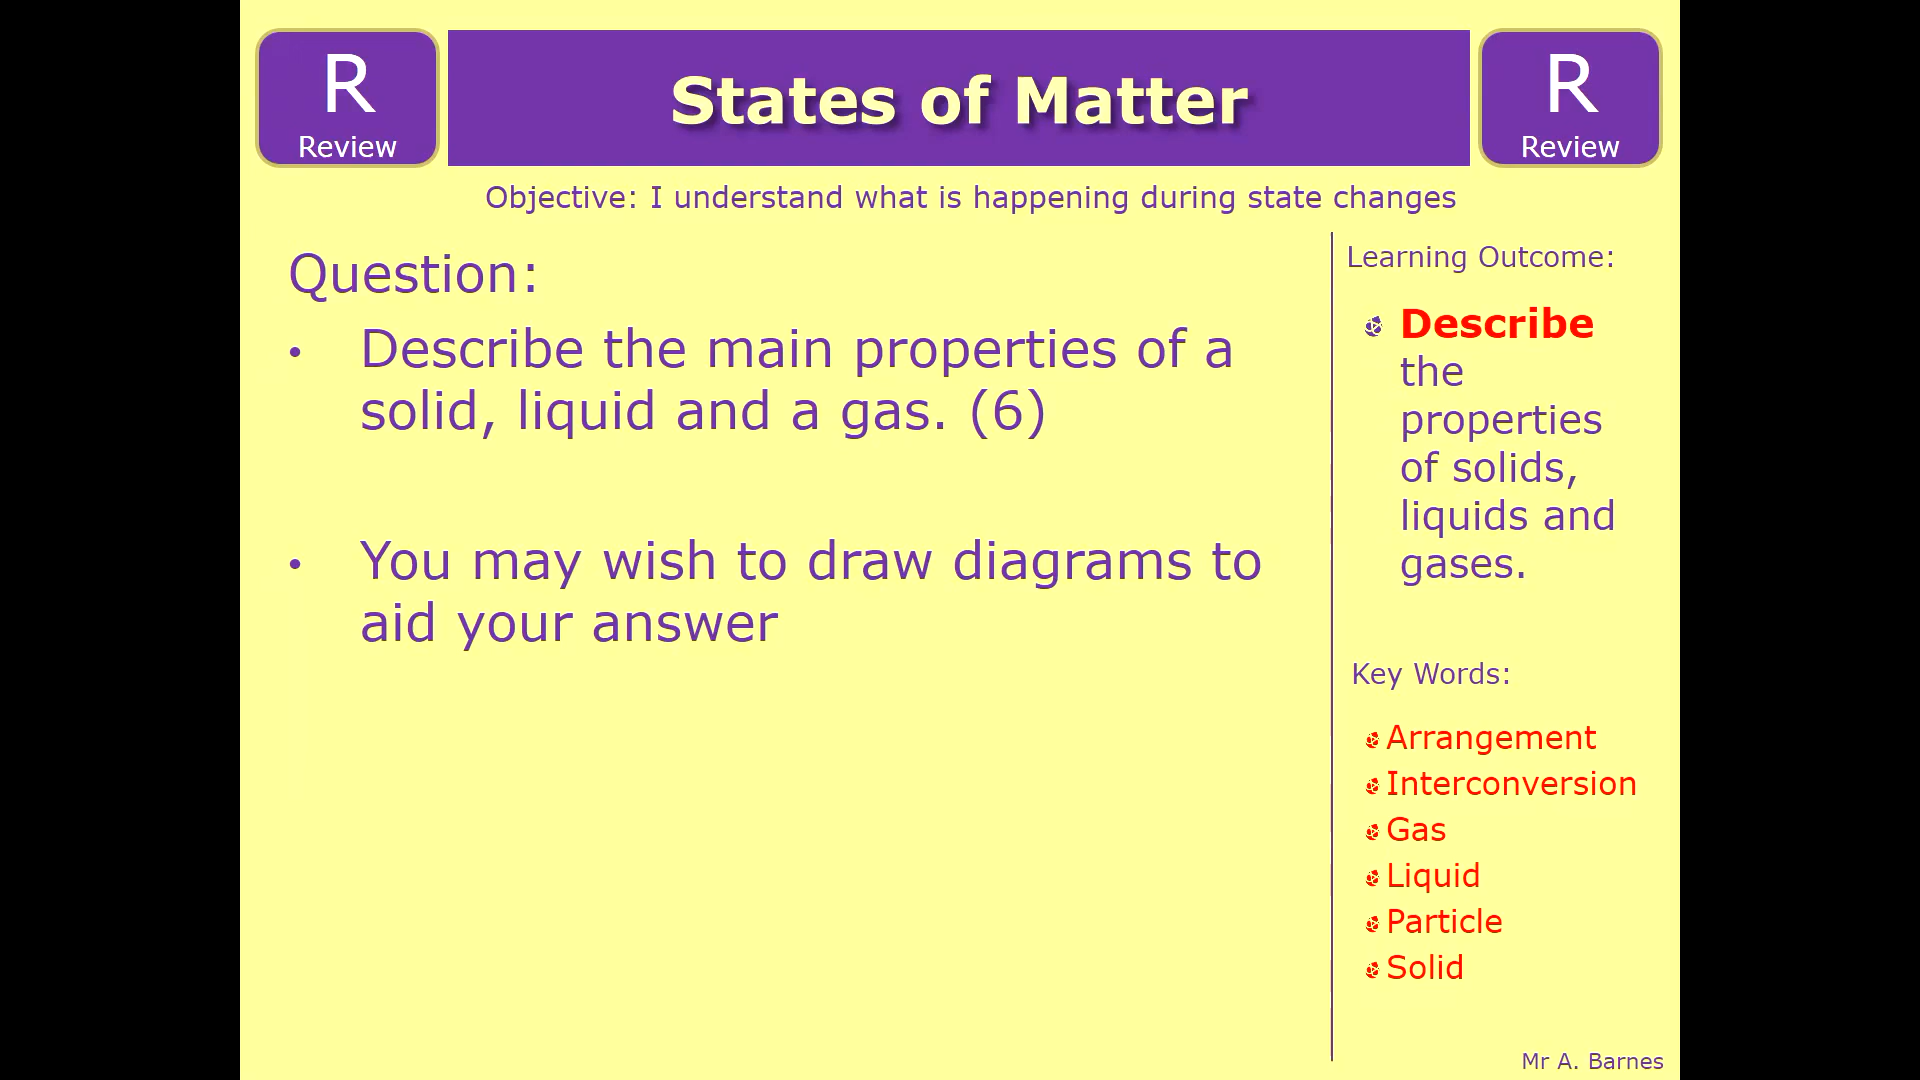 R
Review
States of Matter
R
Review
Objective: I understand what is happening during state changes
Question:
• Describe the main properties of a
solid, liquid and a gas. (6)
• You may wish to draw diagrams to
aid your answer
Learning Outcome:
Describe
the
properties
of solids,
liquids and
gases.
Key Words:
Arrangement
Interconversion
Gas
Liquid
Particle
Solid
Mr A. Barnes